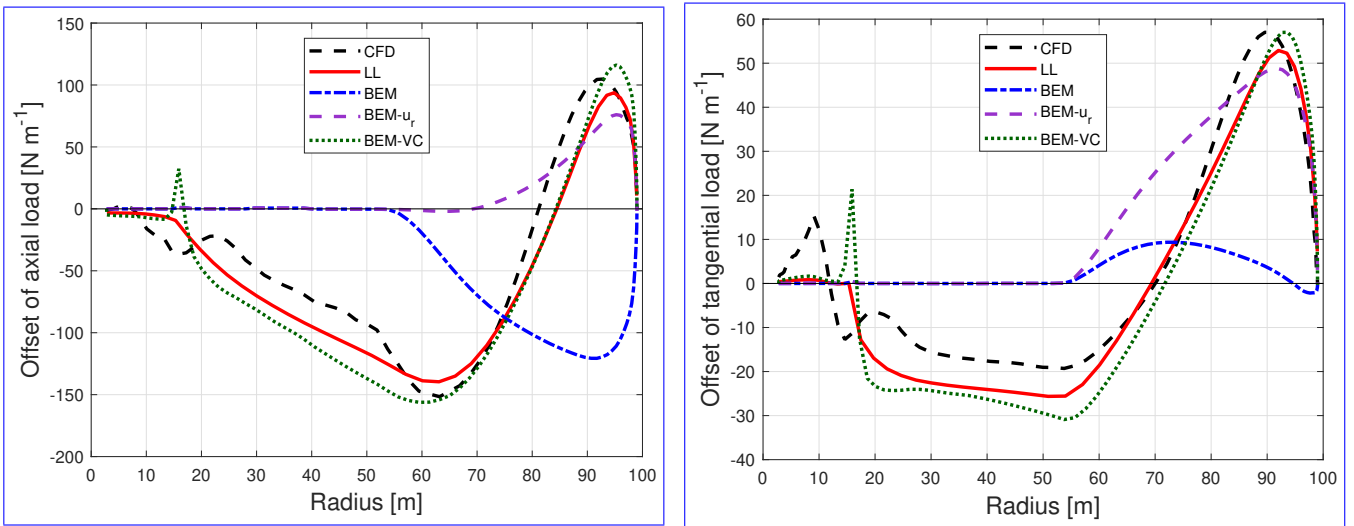 150
100
50
0
-50
-100
-150
-200
Offset of axial load [N m⁻¹]
CFD
LL
BEM
BEM-uᵣ
BEM-VC
0 10 20 30 40 50 60 70 80 90 100
Radius [m]
60
50
40
30
20
10
0
-10
-20
-30
-40
Offset of tangential load [N m⁻¹]
CFD
LL
BEM
BEM-uᵣ
BEM-VC
0 10 20 30 40 50 60 70 80 90 100
Radius [m]